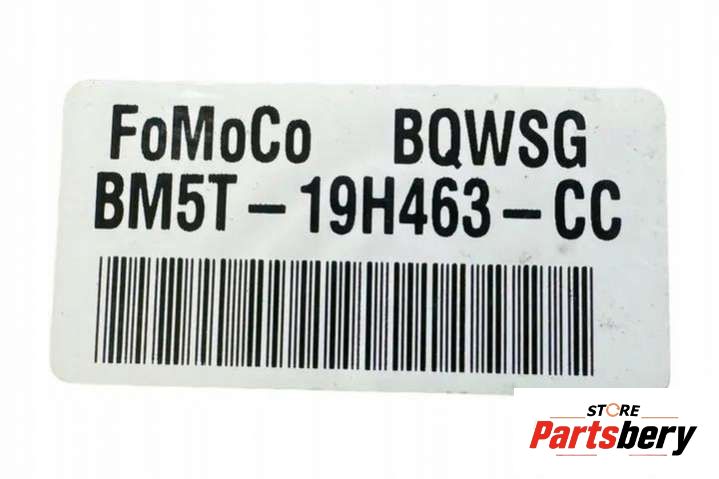 FoMoCo BQWSG
BM5T-19H463-CC
STORE
Partsbery